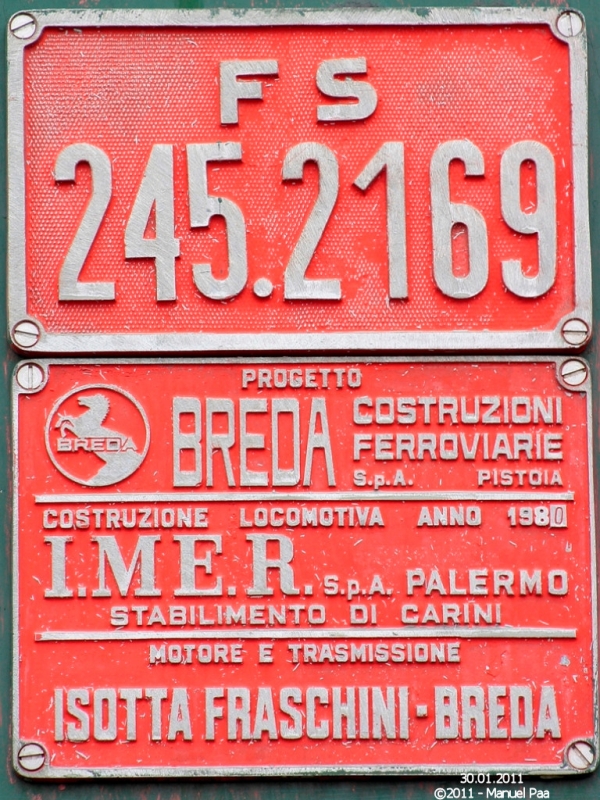 FS
245.2169
PROGETTO
BREDA
BREDA
COSTRUZIONI
FERROVIARIE
S.p.A. PISTOIA
COSTRUZIONE LOCOMOTIVA ANNO 1980
I.M.E.R. S.p.A. PALERMO
STABILIMENTO DI CARINI
MOTORE E TRASMISSIONE
ISOTTA FRASCHINI - BREDA
30.01.2011
©2011 - Manuel Paa